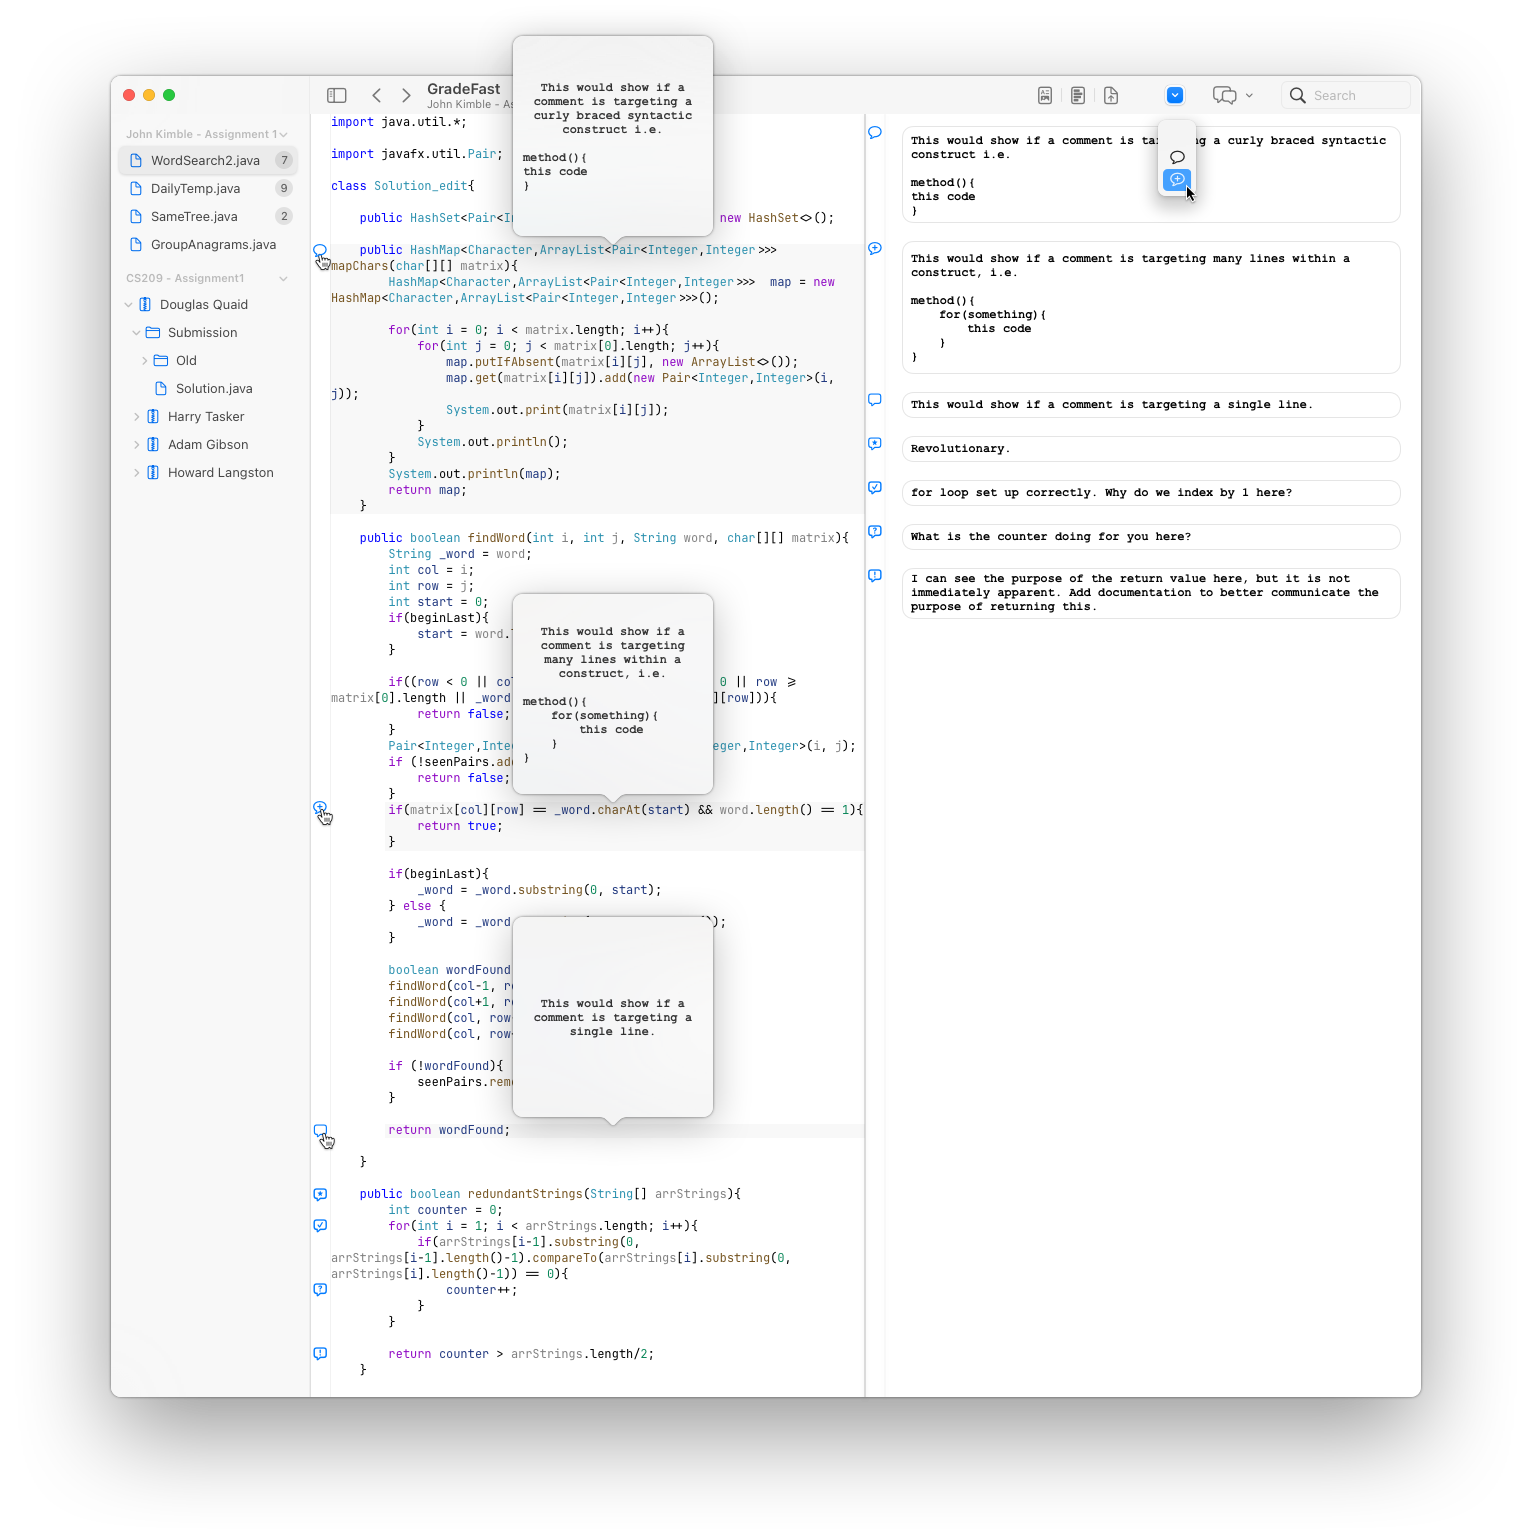 GradeFast
John Kimble - As
Search
John Kimble - Assignment 1
WordSearch2.java 7
DailyTemp.java 9
SameTree.java 2
GroupAnagrams.java
CS209 - Assignment1
Douglas Quaid
Submission
Old
Solution.java
Harry Tasker
Adam Gibson
Howard Langston
import java.util.*;
import javafx.util.Pair;
class Solution_edit{
public HashSet<Pair<In new HashSet<>();
public HashMap<Character,ArrayList<Pair<Integer,Integer>>>
mapChars(char[][] matrix){
HashMap<Character,ArrayList<Pair<Integer,Integer>>> map = new
HashMap<Character,ArrayList<Pair<Integer,Integer>>>();
for(int i = 0; i < matrix.length; i++){
for(int j = 0; j < matrix[0].length; j++){
map.putIfAbsent(matrix[i][j], new ArrayList<>());
map.get(matrix[i][j]).add(new Pair<Integer,Integer>(i,
j));
System.out.print(matrix[i][j]);
}
System.out.println();
}
System.out.println(map);
return map;
}
public boolean findWord(int i, int j, String word, char[][] matrix){
String _word = word;
int col = i;
int row = j;
int start = 0;
if(beginLast){
start = word.
}
if((row < 0 || col 0 || row >=
matrix[0].length || _word ][row])){
return false;
}
Pair<Integer,Inte eger,Integer>(i, j);
if (!seenPairs.add
return false;
}
if(matrix[col][row] == _word.charAt(start) && word.length() == 1){
return true;
}
if(beginLast){
_word = _word.substring(0, start);
} else {
_word = _word );
}
boolean wordFound
findWord(col-1, ro
findWord(col+1, ro
findWord(col, row
findWord(col, row
if (!wordFound){
seenPairs.remo
}
return wordFound;
}
public boolean redundantStrings(String[] arrStrings){
int counter = 0;
for(int i = 1; i < arrStrings.length; i++){
if(arrStrings[i-1].substring(0,
arrStrings[i-1].length()-1).compareTo(arrStrings[i].substring(0,
arrStrings[i].length()-1)) == 0){
counter++;
}
}
return counter > arrStrings.length/2;
}
This would show if a
comment is targeting a
curly braced syntactic
construct i.e.
method(){
this code
}
This would show if a
comment is targeting
many lines within a
construct, i.e.
method(){
for(something){
this code
}
}
This would show if a
comment is targeting a
single line.
This would show if a comment is ta g a curly braced syntactic
construct i.e.
method(){
this code
}
This would show if a comment is targeting many lines within a
construct, i.e.
method(){
for(something){
this code
}
}
This would show if a comment is targeting a single line.
Revolutionary.
for loop set up correctly. Why do we index by 1 here?
What is the counter doing for you here?
I can see the purpose of the return value here, but it is not
immediately apparent. Add documentation to better communicate the
purpose of returning this.